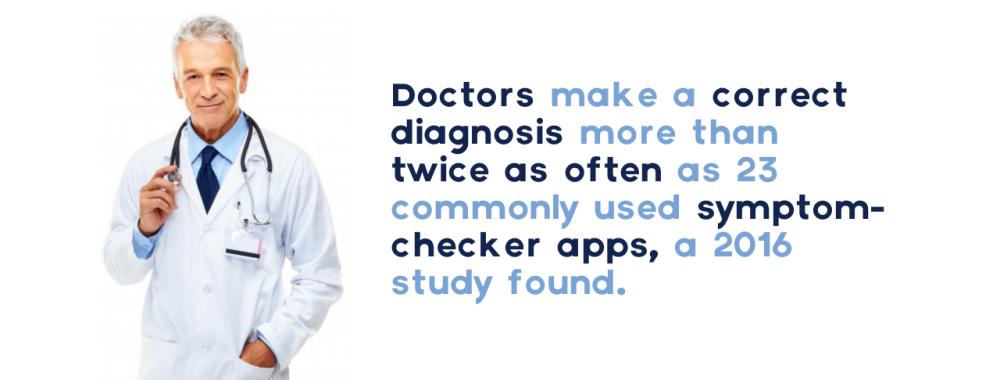 Doctors make a correct
diagnosis more than
twice as often as 23
commonly used symptom-
checker apps, a 2016
study found.